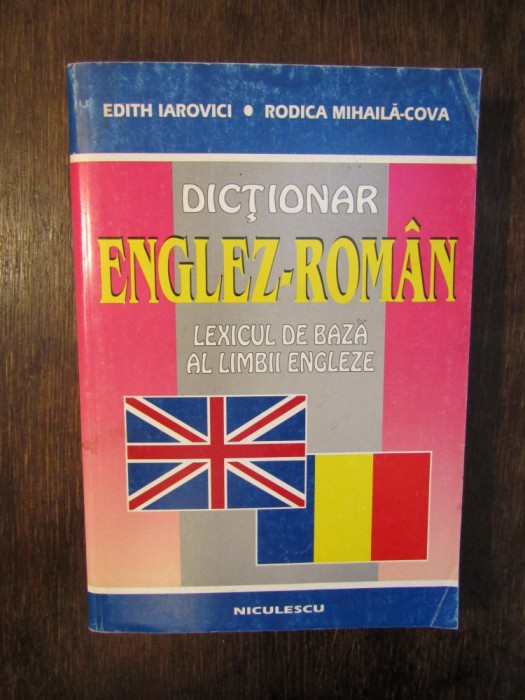 EDITH IAROVICI • RODICA MIHAILĂ-COVA
DICŢIONAR
ENGLEZ-ROMÂN
LEXICUL DE BAZĂ
AL LIMBII ENGLEZE
NICULESCU